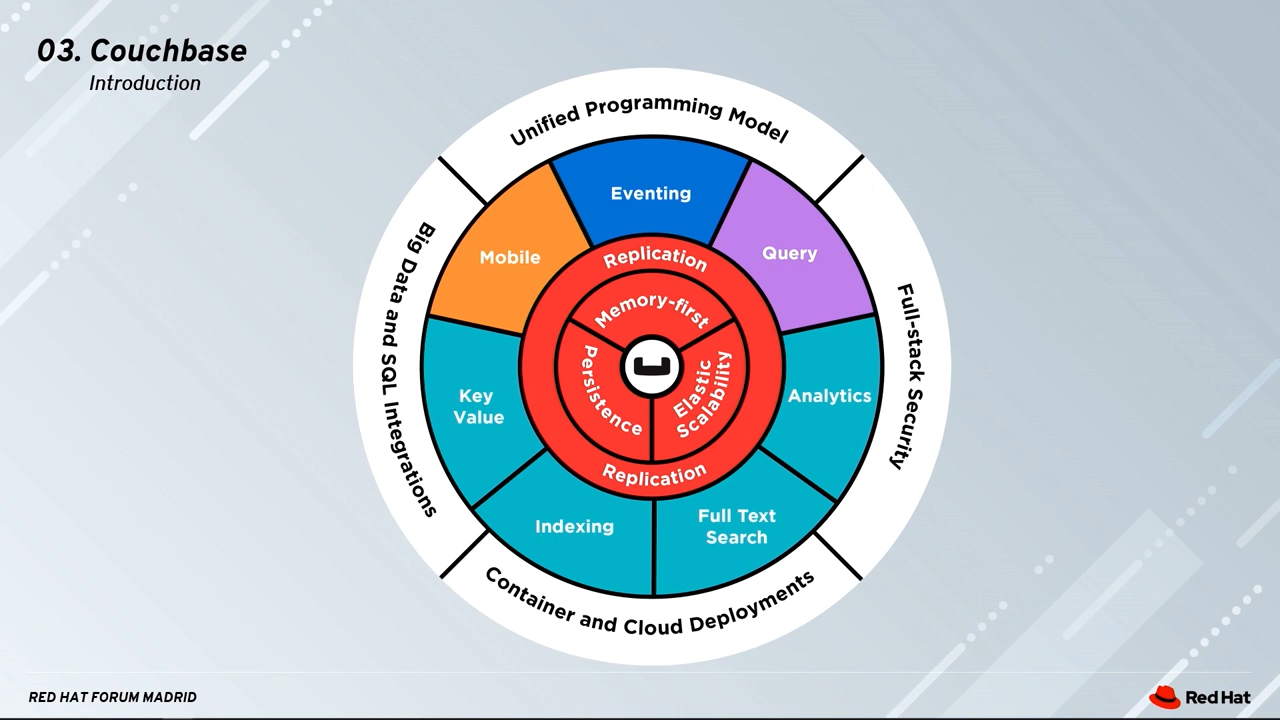 03. Couchbase
Introduction
Unified Programming Model
Eventing
Mobile
Query
Replication
Memory-first
Big Data and SQL Integrations
Full-stack Security
Persistence
Elastic
Scalability
Key
Value
Analytics
Replication
Indexing
Full Text
Search
Container and Cloud Deployments
RED HAT FORUM MADRID
Red Hat